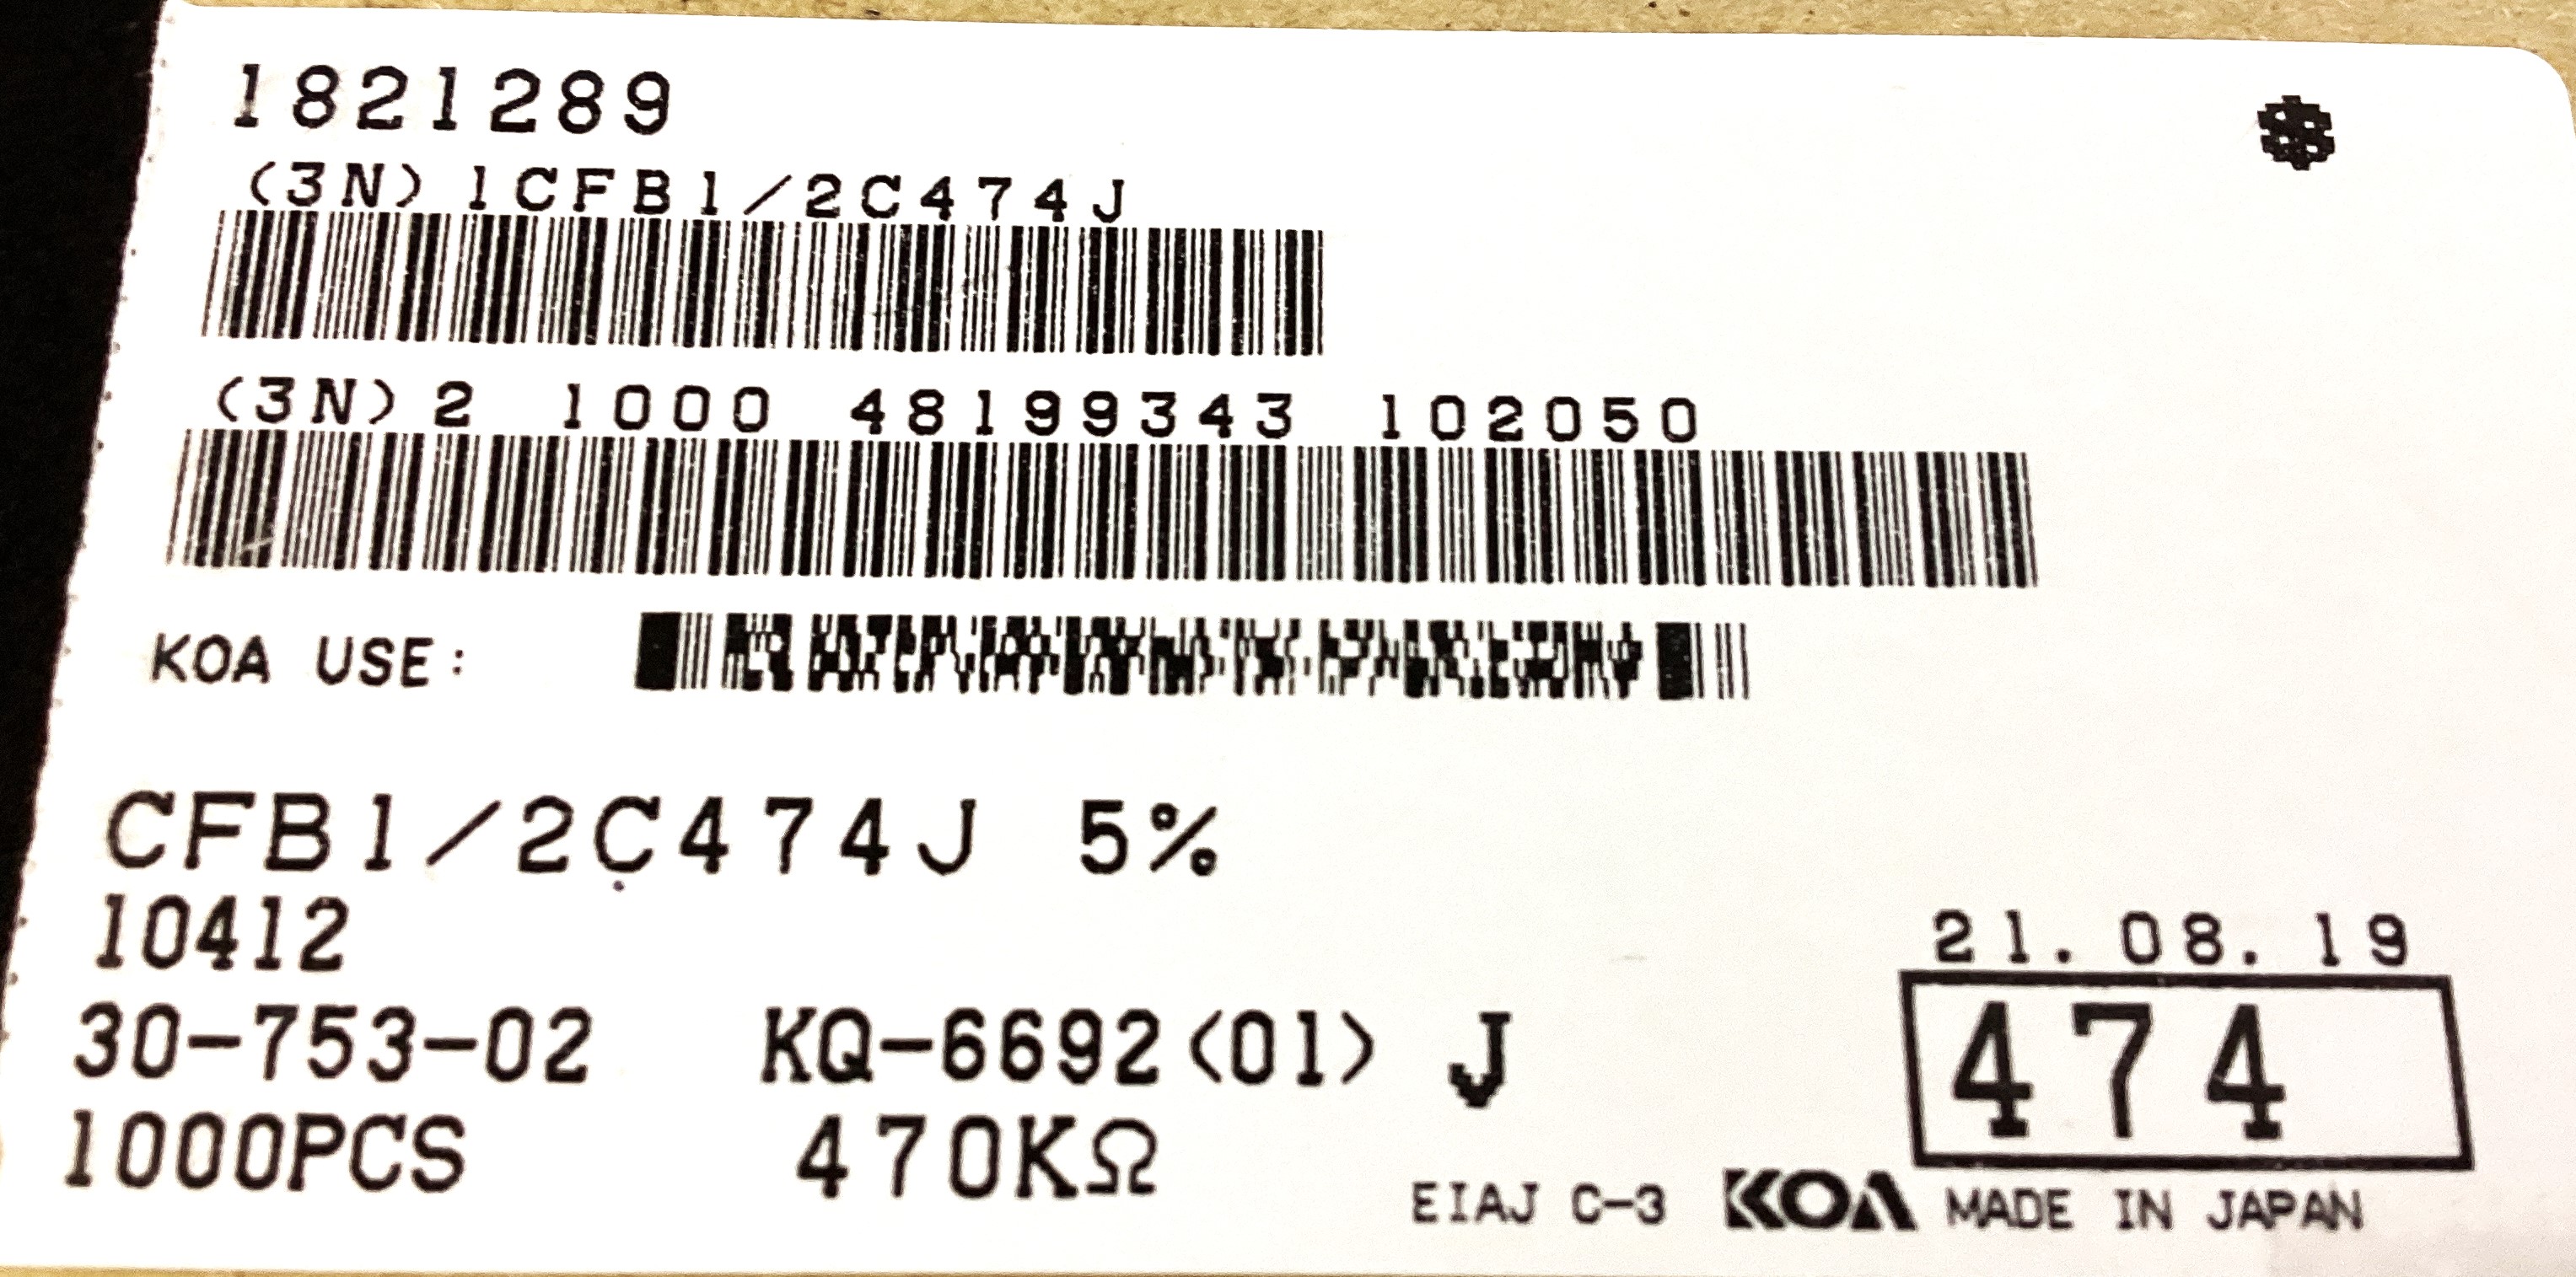 1821289
(3N)1CFB1/2C474J
(3N)2 1000 48199343 102050
KOA USE:
CFB1/2C474J 5%
10412
21.08.19
30-753-02 KQ-6692<01> J
474
1000PCS 470KΩ
EIAJ C-3 KOA MADE IN JAPAN